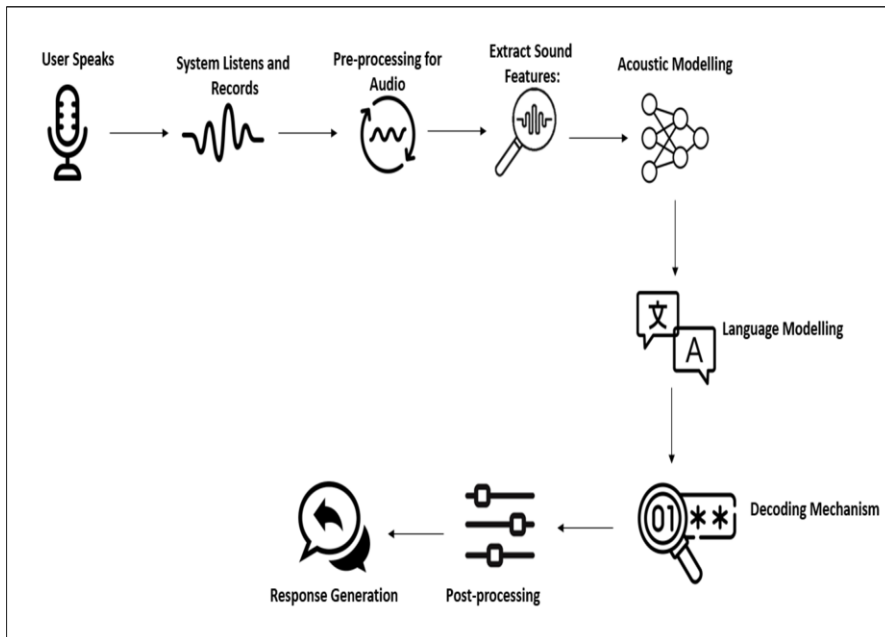 User Speaks
System Listens and
Records
Pre-processing for
Audio
Extract Sound
Features:
Acoustic Modelling
文
A
Language Modelling
01**
Decoding Mechanism
Response Generation
Post-processing